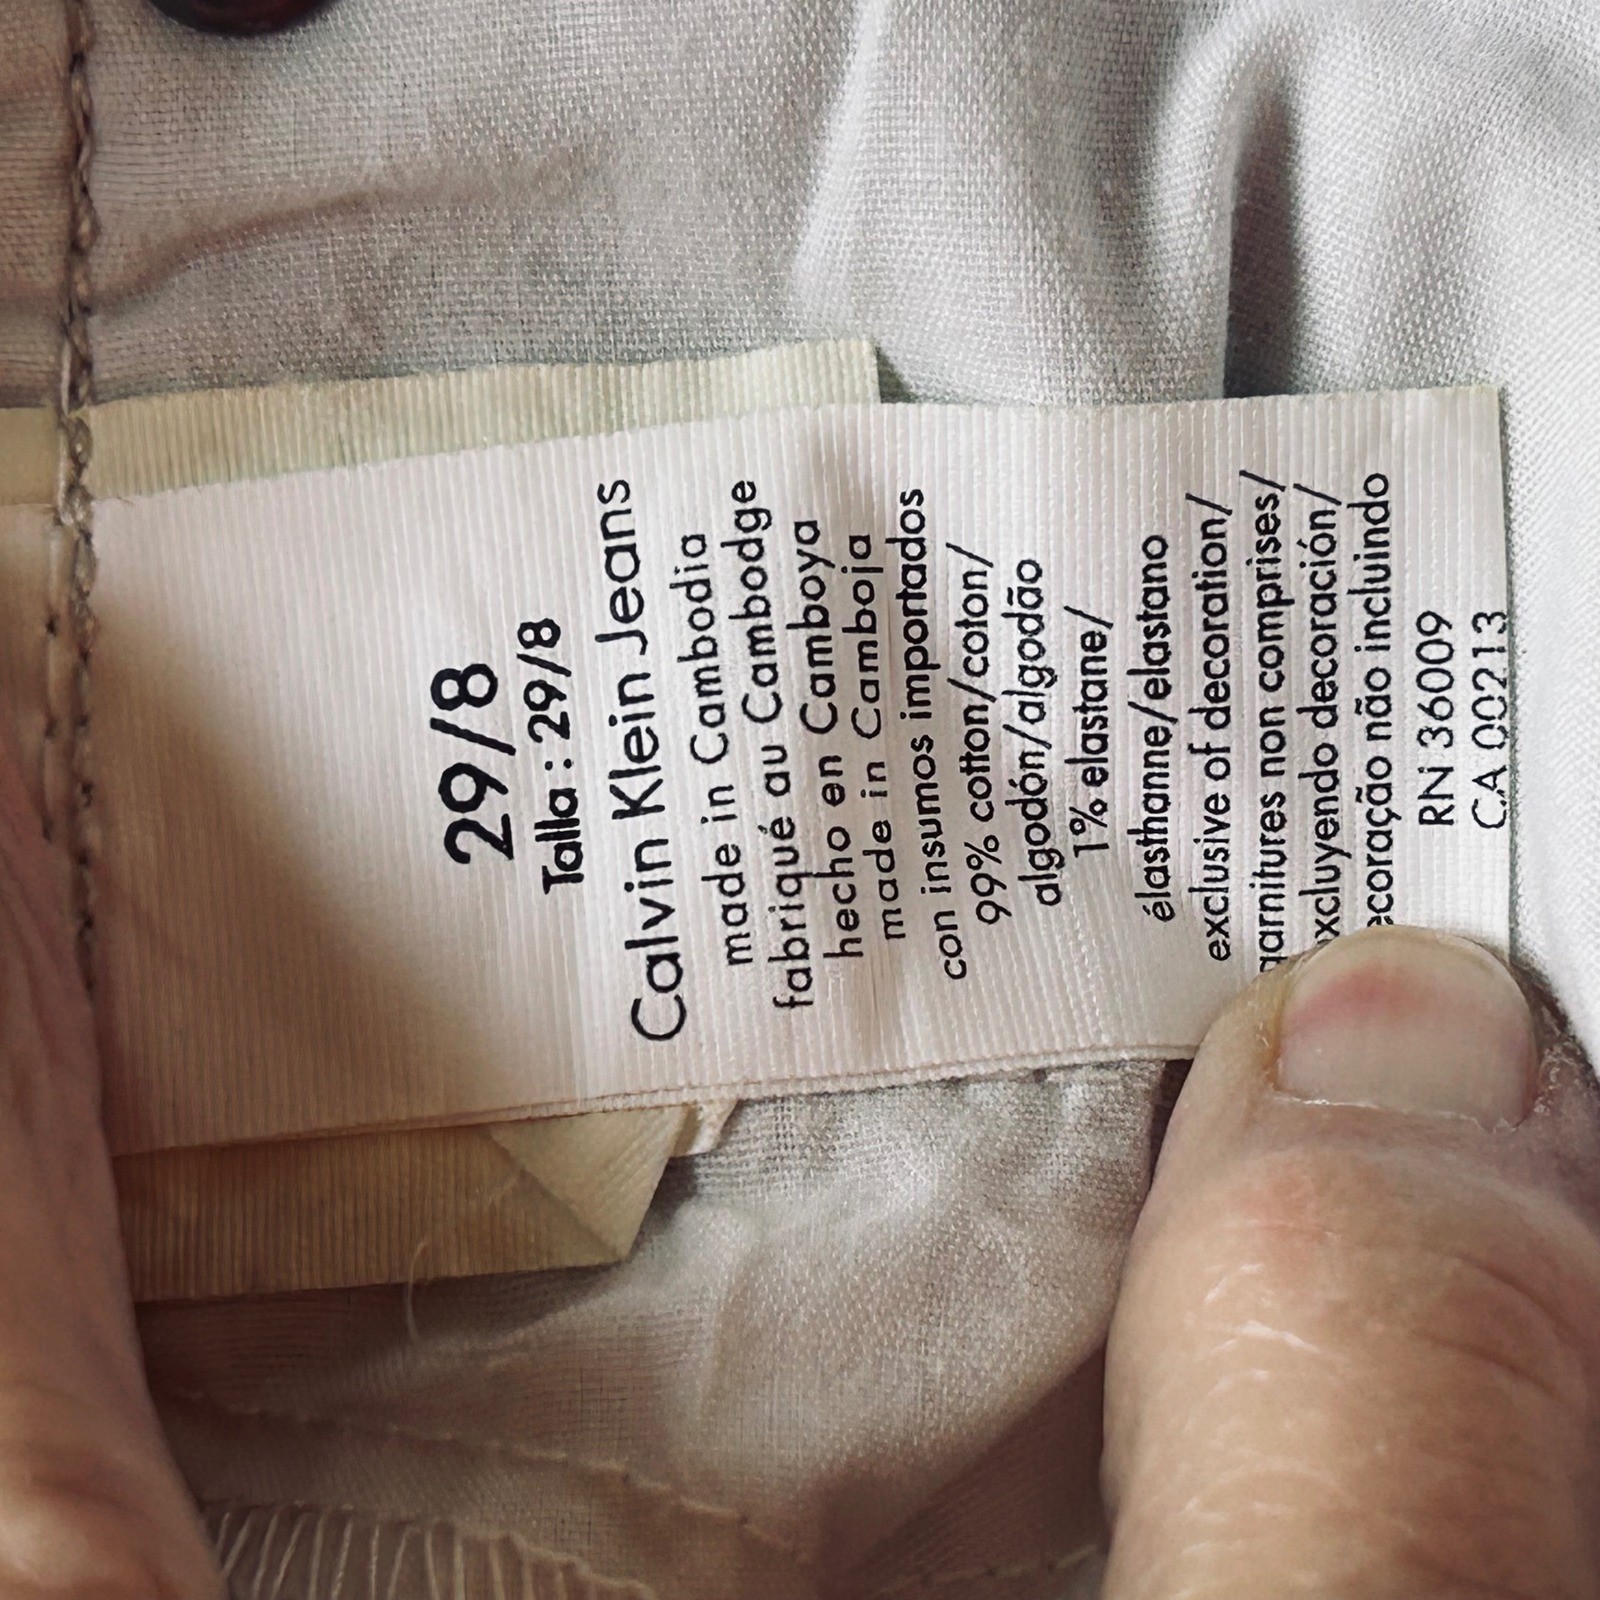 29/8
Talla : 29/8
Calvin Klein Jeans
made in Cambodia
fabriqué au Cambodge
hecho en Camboya
made in Camboja
con insumos importados
99% cotton/coton/
algodón/algodão
1% elastane/
élasthanne/elastano
exclusive of decoration/
garnitures non comprises/
xcluyendo decoración/
ecoração não incluindo
RN 36009
CA 00213